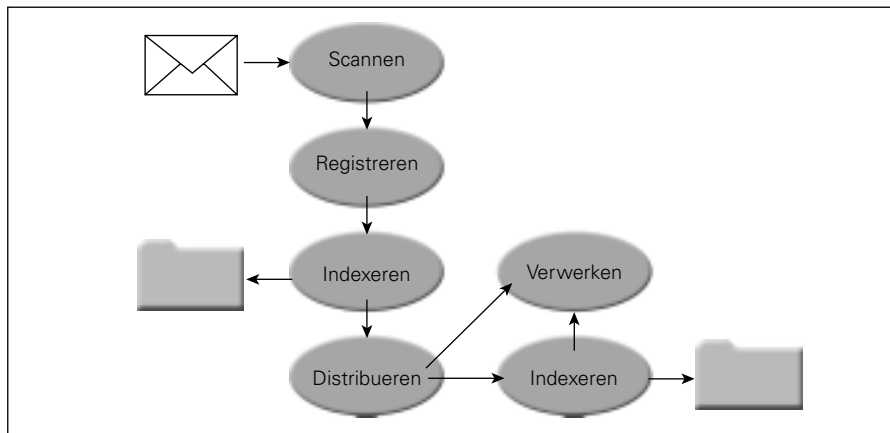 Scannen
Registreren
Indexeren
Verwerken
Distribueren
Indexeren